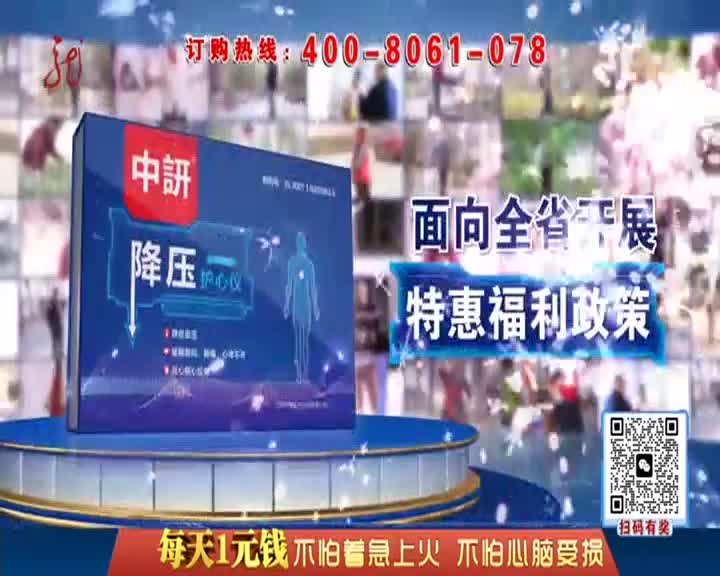 订购热线：400-8061-078
中研
降压护心仪
面向全省开展
特惠福利政策
扫码有奖
每天1元钱 不怕着急上火 不怕心脑受损